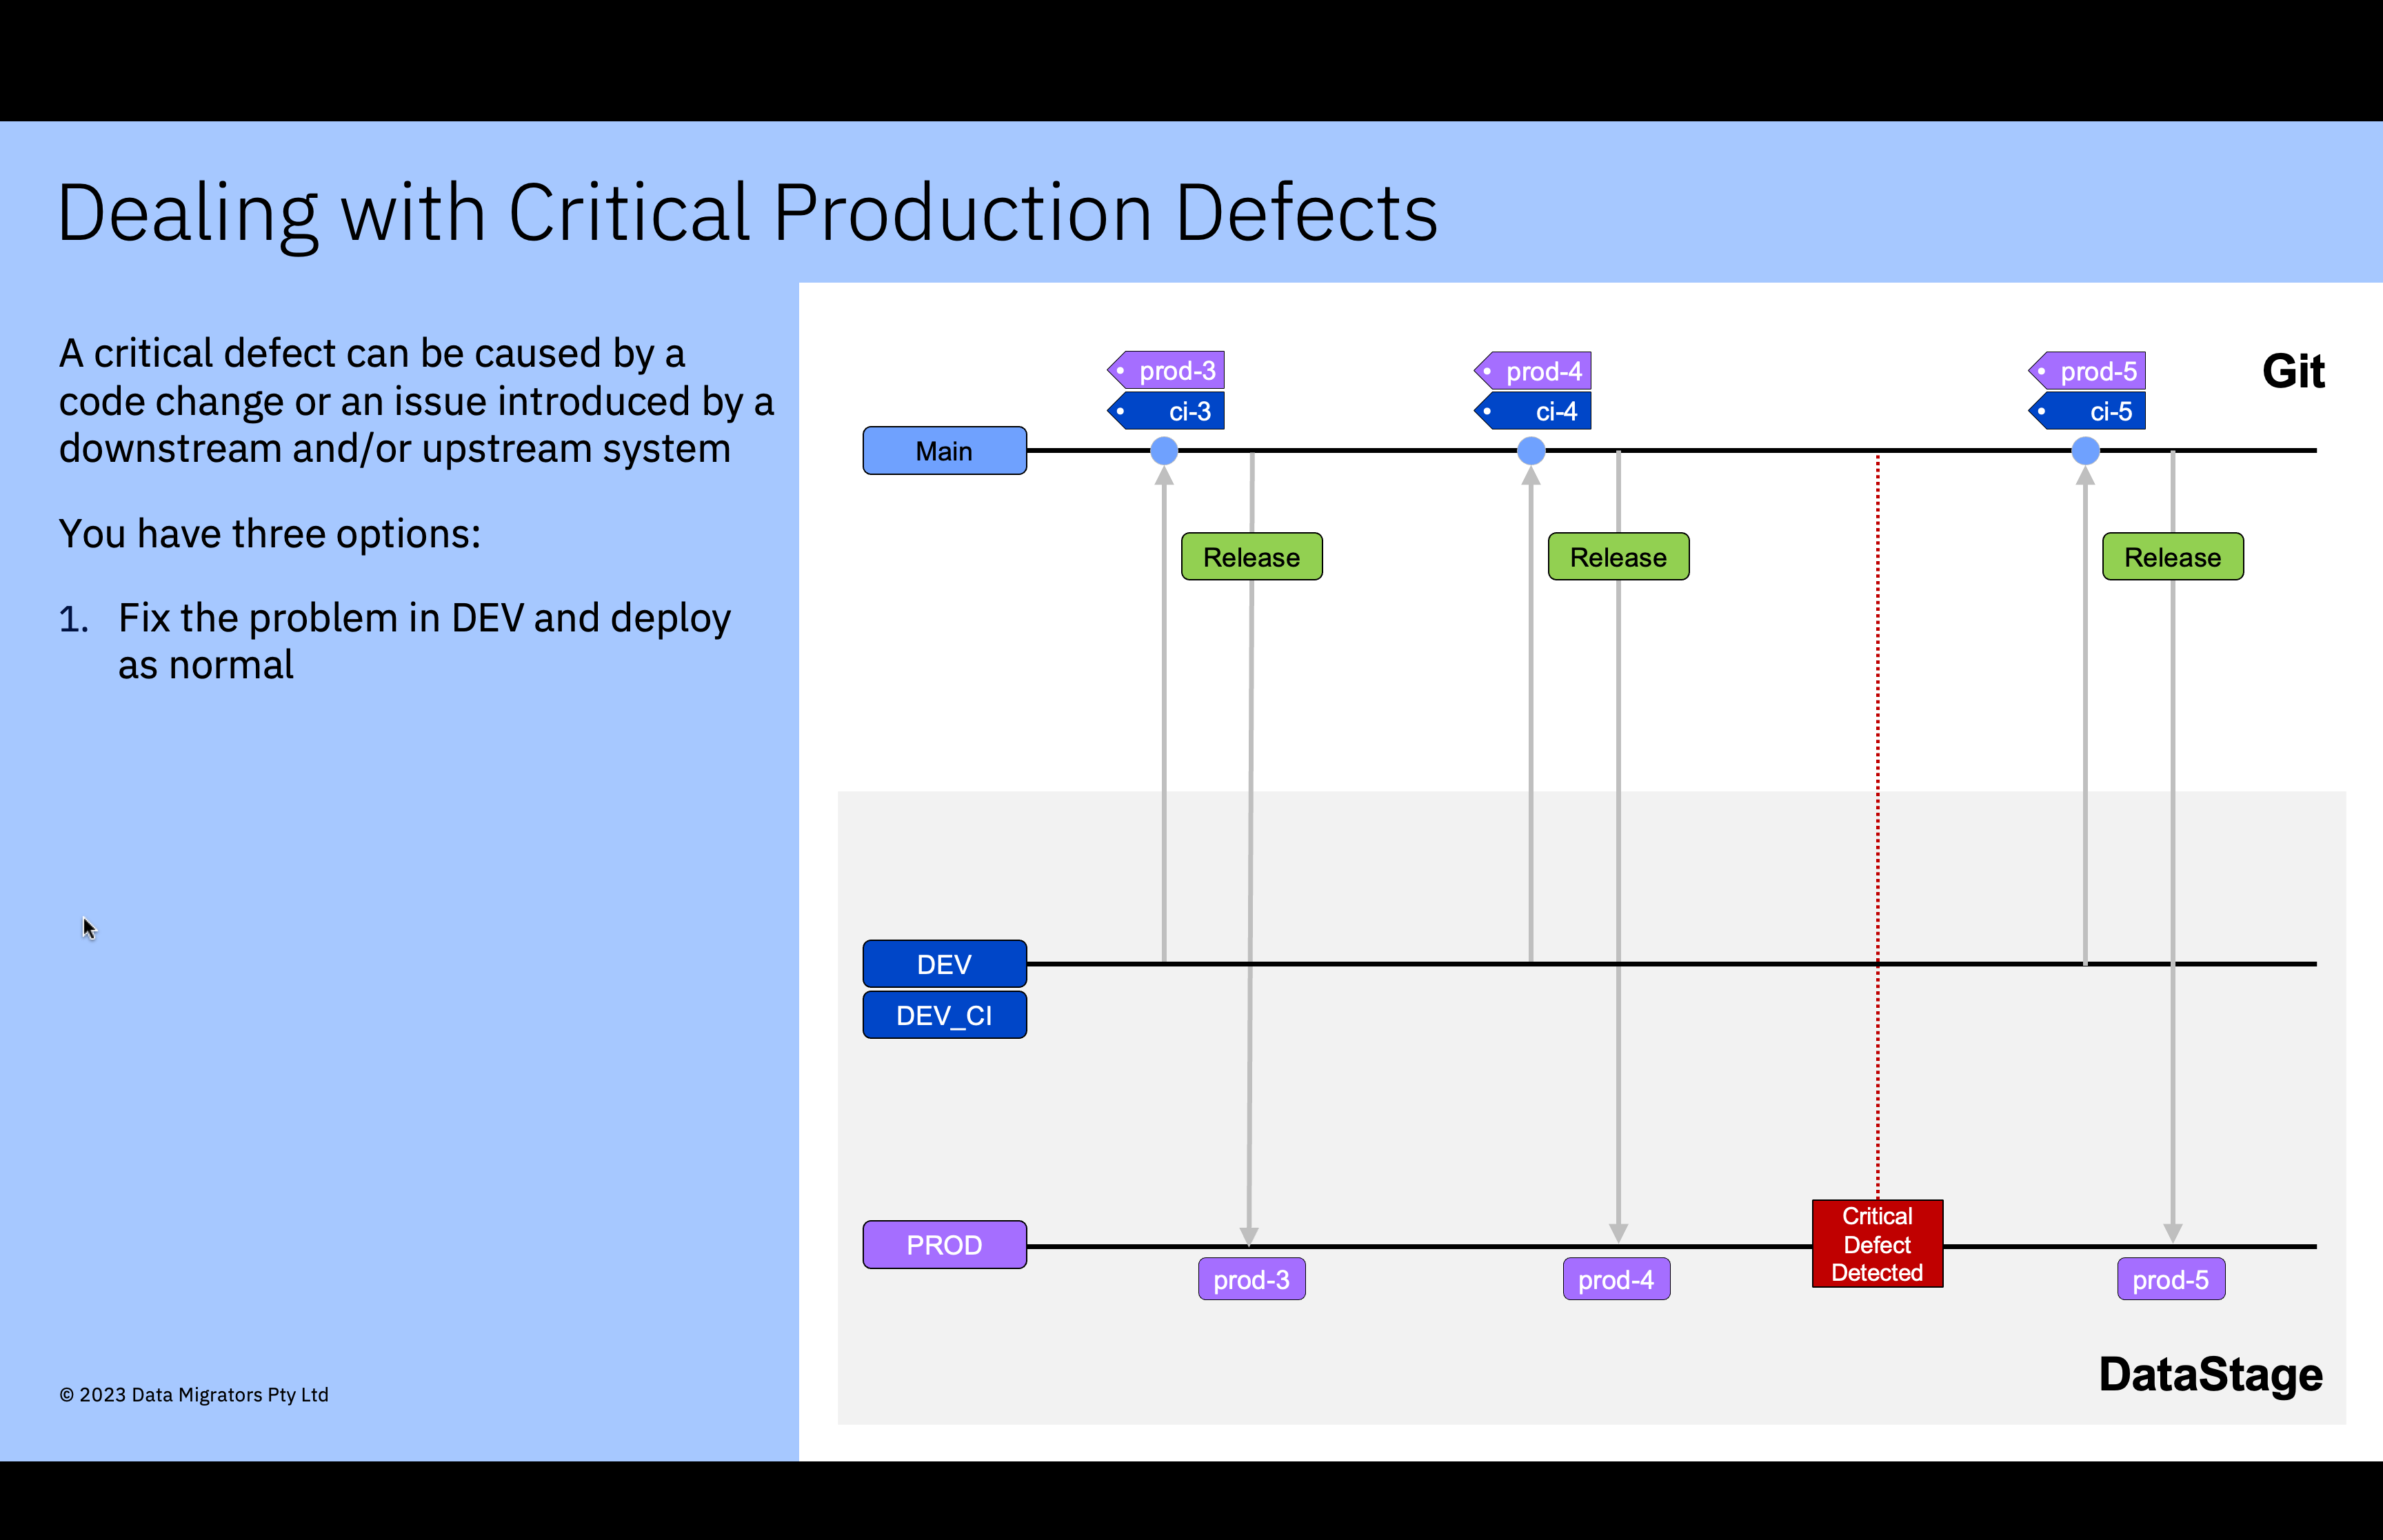 Dealing with Critical Production Defects
A critical defect can be caused by a
code change or an issue introduced by a
downstream and/or upstream system
You have three options:
1. Fix the problem in DEV and deploy
as normal
© 2023 Data Migrators Pty Ltd
prod-3
ci-3
prod-4
ci-4
prod-5
ci-5
Git
Main
Release
Release
Release
DEV
DEV_CI
PROD
prod-3
prod-4
Critical
Defect
Detected
prod-5
DataStage